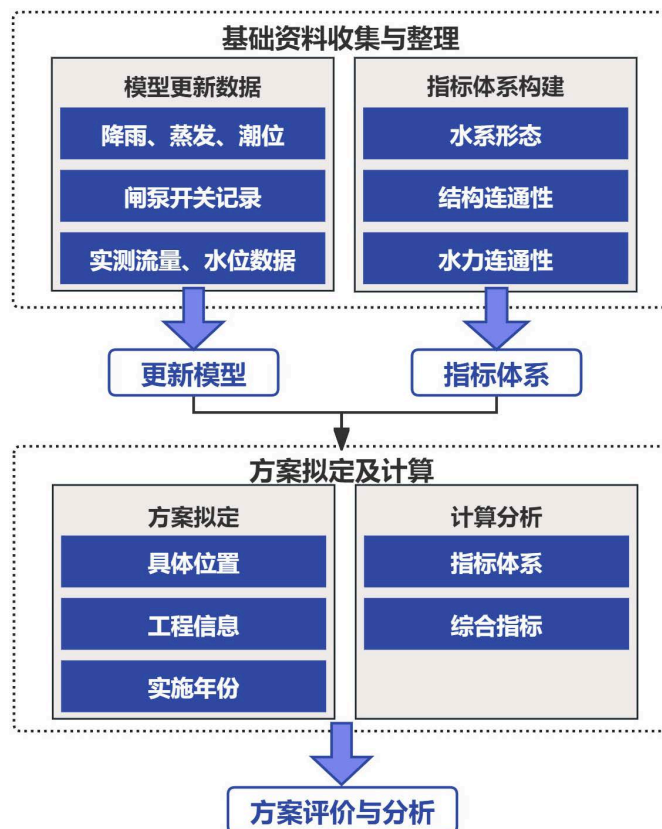 基础资料收集与整理
模型更新数据
降雨、蒸发、潮位
闸泵开关记录
实测流量、水位数据
指标体系构建
水系形态
结构连通性
水力连通性
更新模型
指标体系
方案拟定及计算
方案拟定
具体位置
工程信息
实施年份
计算分析
指标体系
综合指标
方案评价与分析